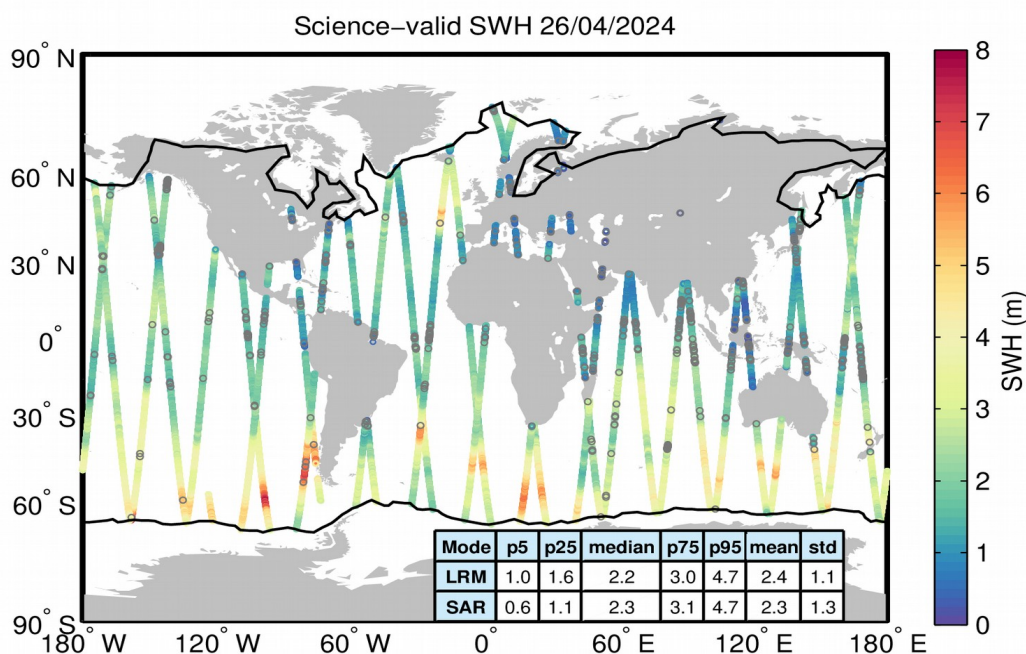 Science-valid SWH 26/04/2024
90° N
60° N
30° N
0°
30° S
60° S
90° S
180° W
120° W
60° W
0°
60° E
120° E
180° E
8
7
6
5
4
3
2
1
0
SWH (m)
Mode p5 p25 median p75 p95 mean std
LRM 1.0 1.6 2.2 3.0 4.7 2.4 1.1
SAR 0.6 1.1 2.3 3.1 4.7 2.3 1.3